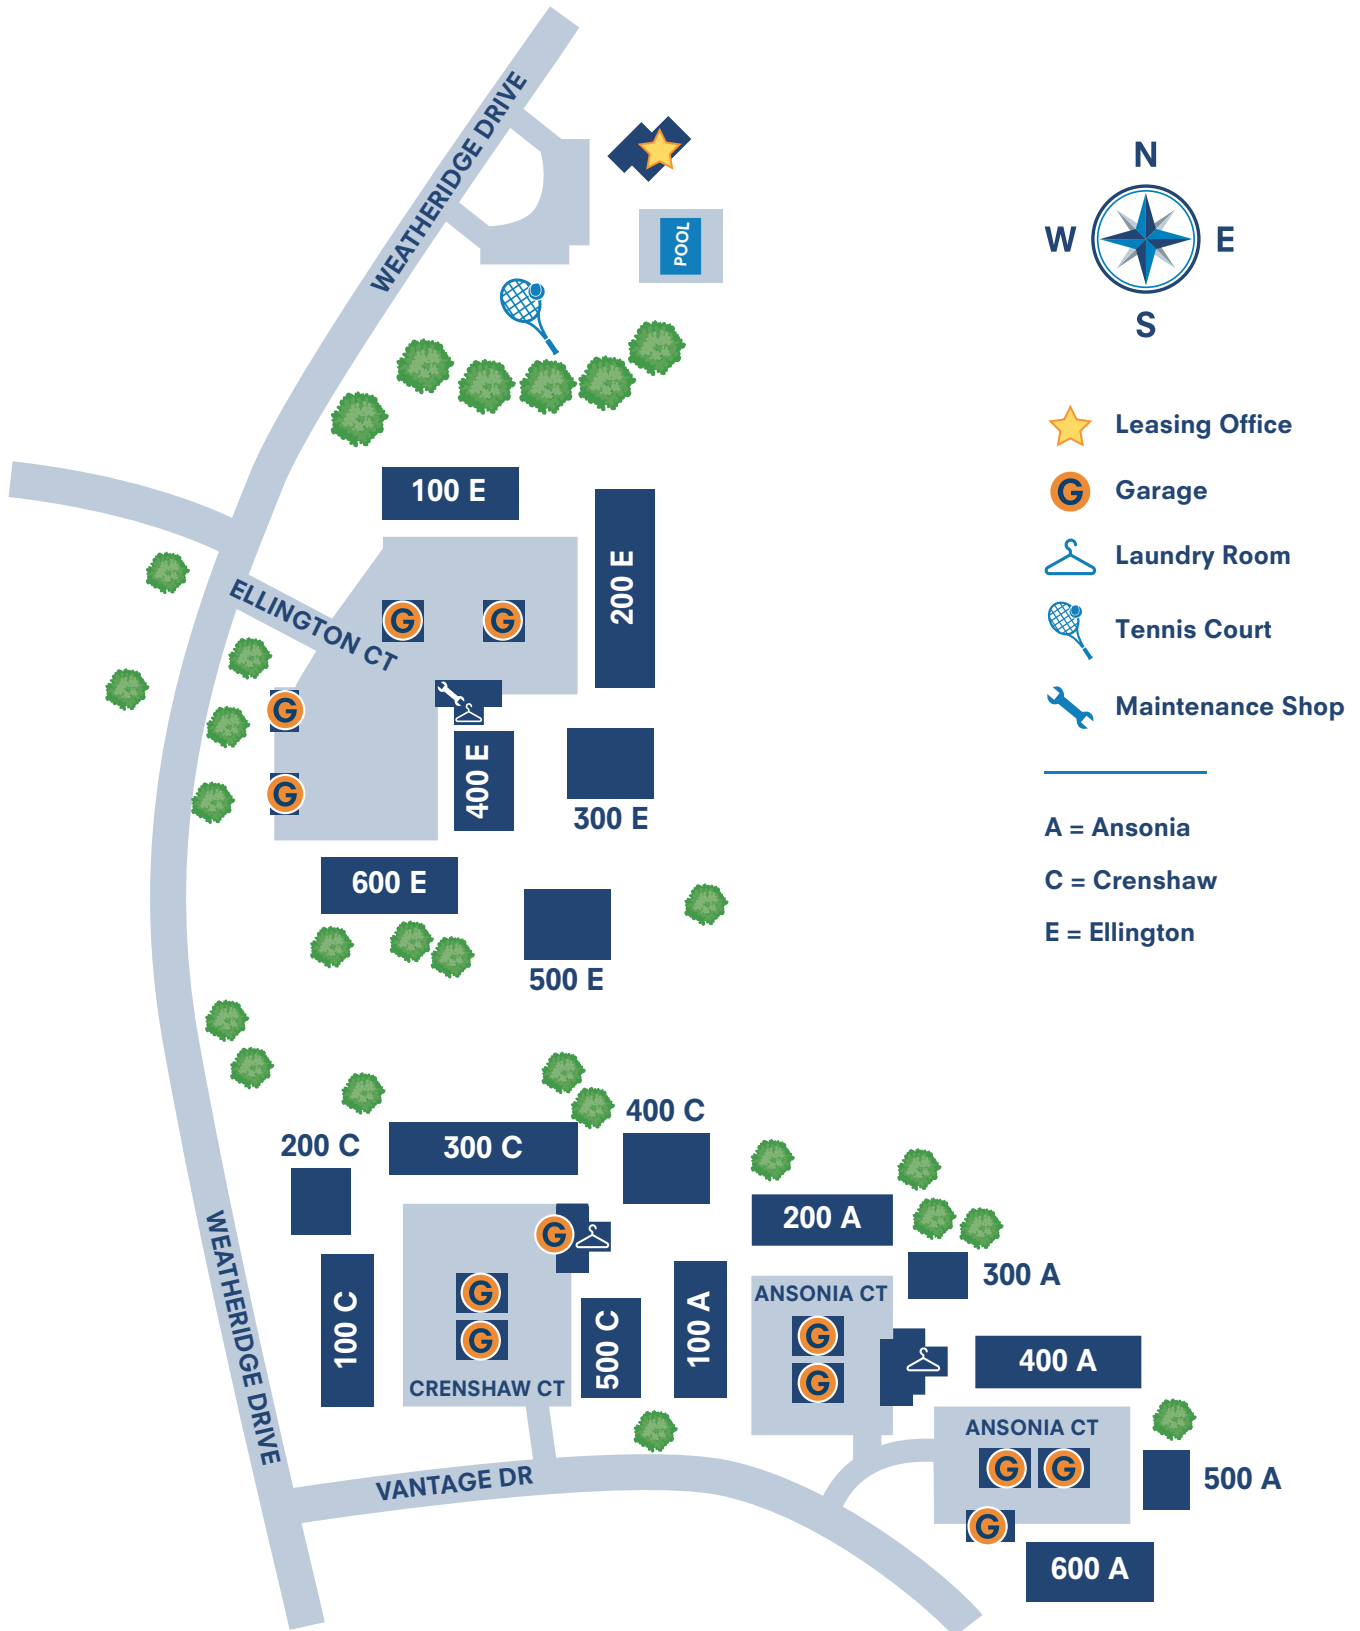 WEATHERIDGE DRIVE
POOL
N
W
E
S
Leasing Office
G
Garage
Laundry Room
Tennis Court
Maintenance Shop
A = Ansonia
C = Crenshaw
E = Ellington
100 E
200 E
ELLINGTON CT
G
G
G
G
400 E
300 E
600 E
500 E
400 C
200 C
300 C
200 A
G
300 A
WEATHERIDGE DRIVE
100 C
G
G
CRENSHAW CT
500 C
100 A
ANSONIA CT
G
G
400 A
ANSONIA CT
G
G
500 A
VANTAGE DR
G
600 A